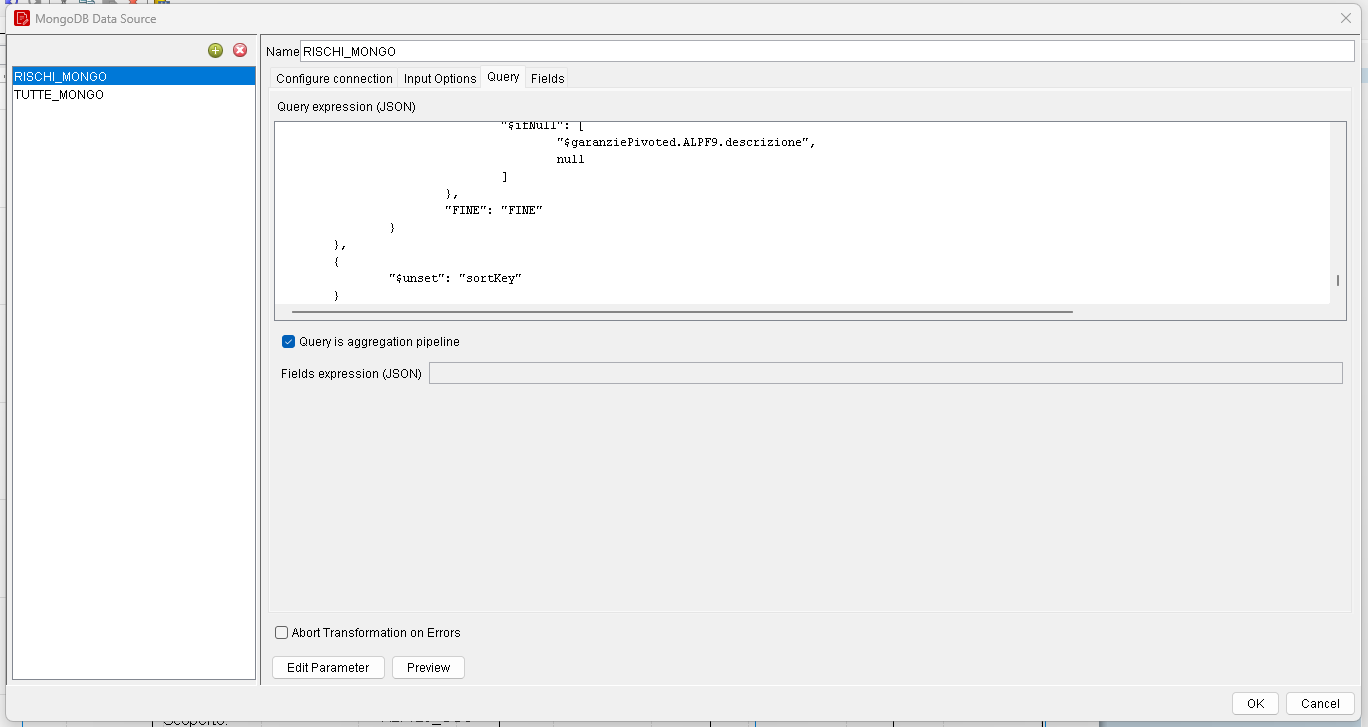 MongoDB Data Source
RISCHI_MONGO
TUTTE_MONGO
Name RISCHI_MONGO
Configure connection Input Options Query Fields
Query expression (JSON)
"$ifNull": [
"$garanziePivoted.ALPF9.descrizione",
null
]
},
"FINE": "FINE"
}
},
{
"$unset": "sortKey"
}
Query is aggregation pipeline
Fields expression (JSON)
Abort Transformation on Errors
Edit Parameter Preview
OK Cancel